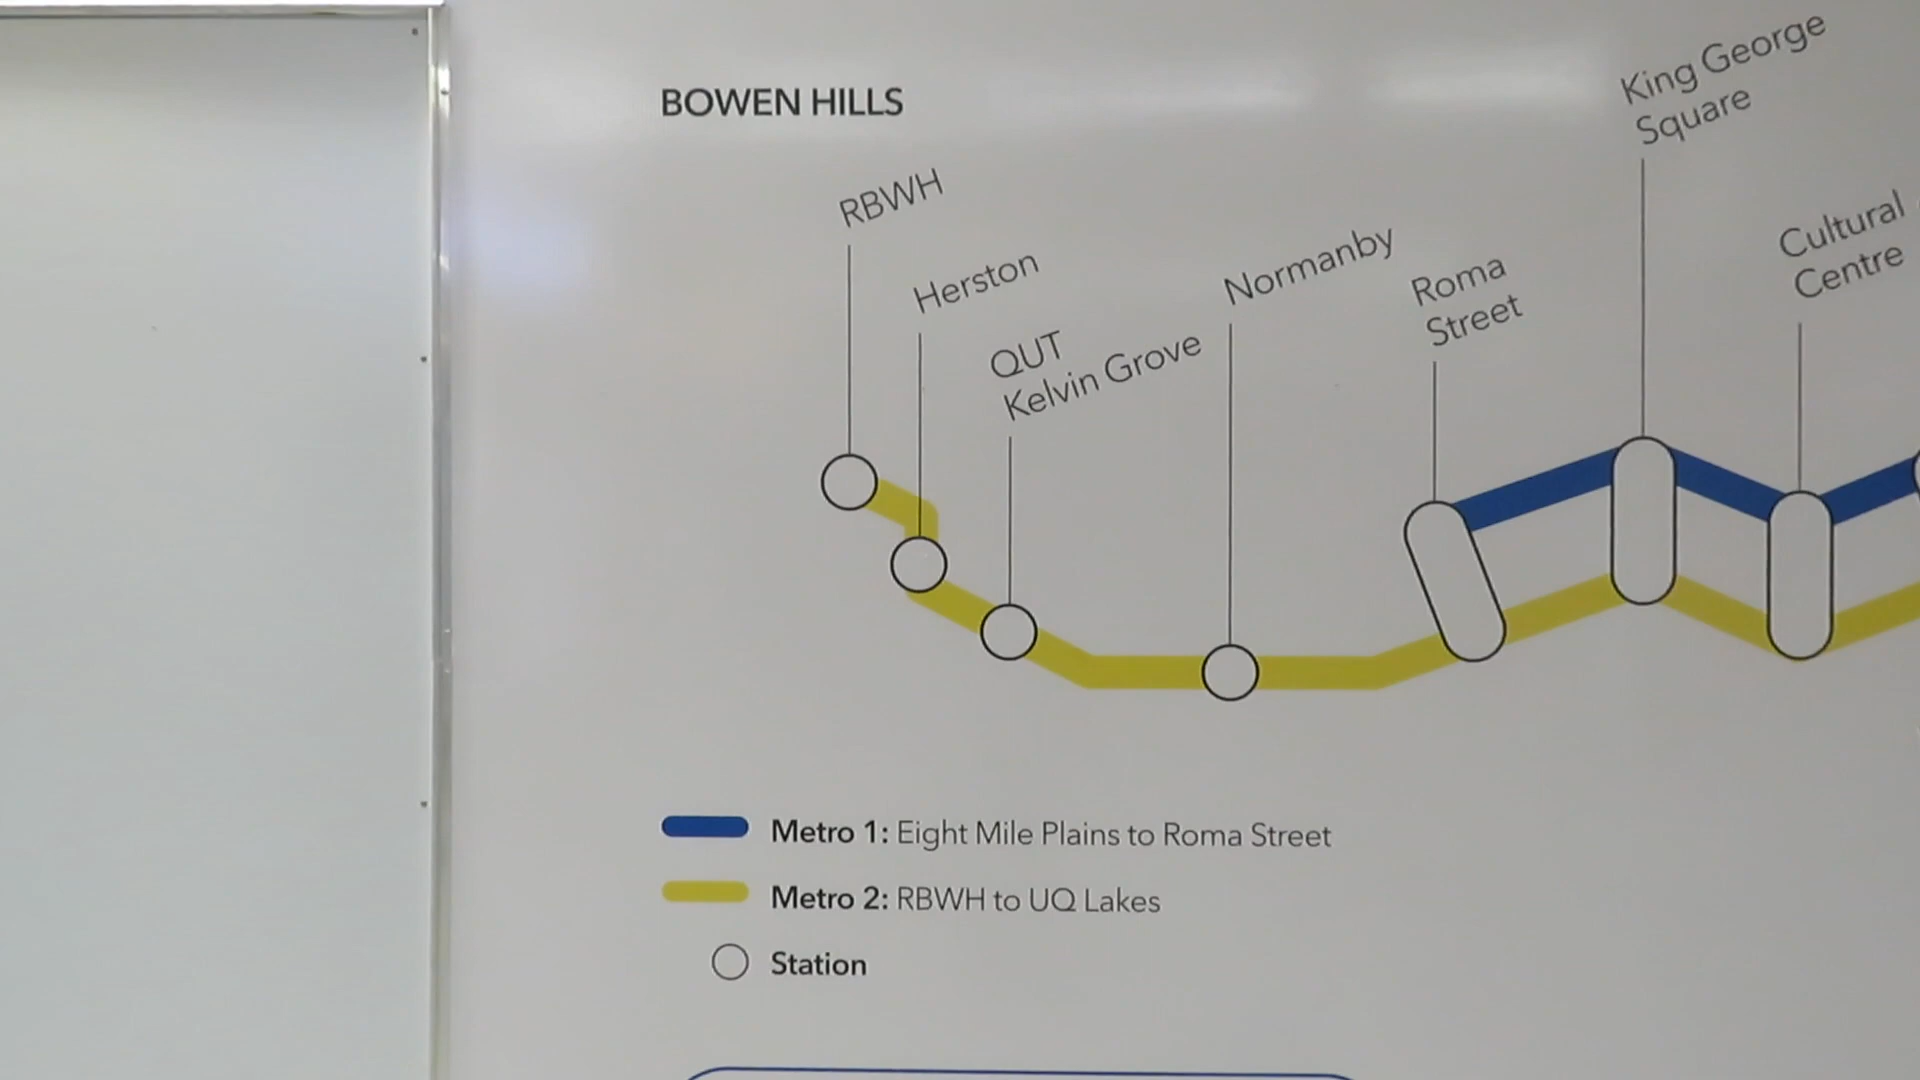 BOWEN HILLS
RBWH
Herston
QUT
Kelvin Grove
Normanby
Roma
Street
King George
Square
Cultural
Centre
Metro 1: Eight Mile Plains to Roma Street
Metro 2: RBWH to UQ Lakes
Station